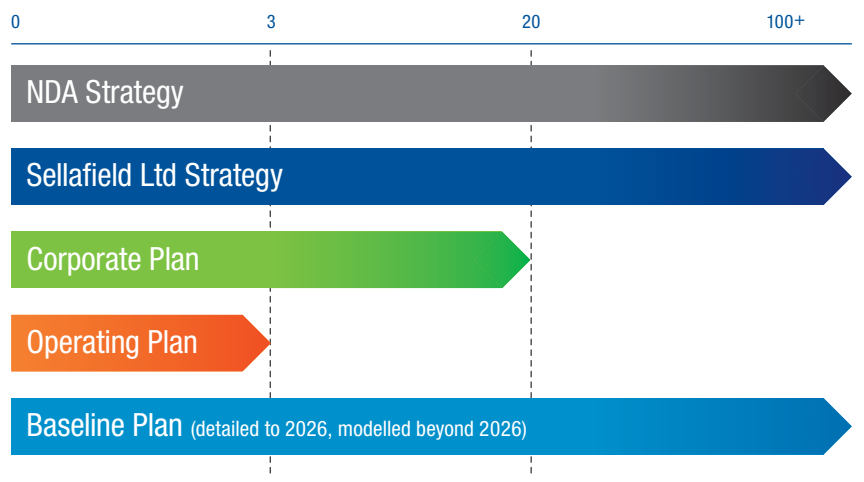 0 3 20 100+
NDA Strategy
Sellafield Ltd Strategy
Corporate Plan
Operating Plan
Baseline Plan (detailed to 2026, modelled beyond 2026)